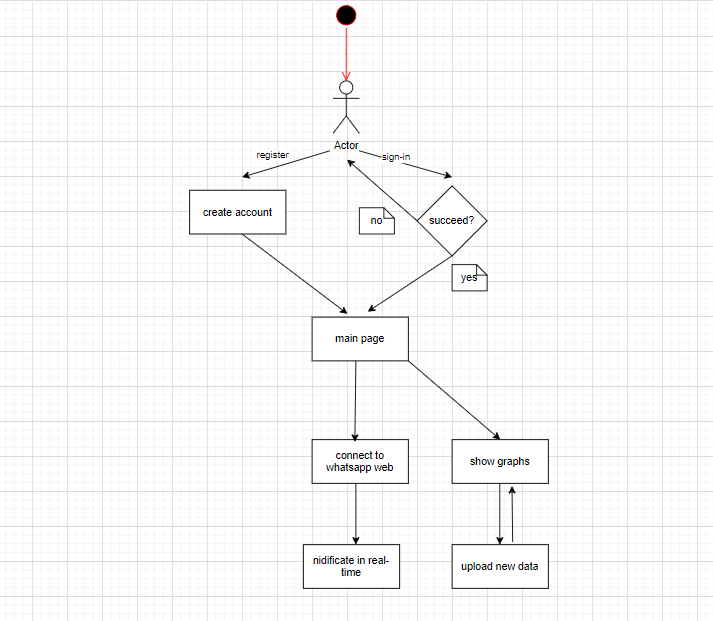 Actor
register
sign-in
create account
no
succeed?
yes
main page
connect to
whatsapp web
show graphs
nidificate in real-
time
upload new data